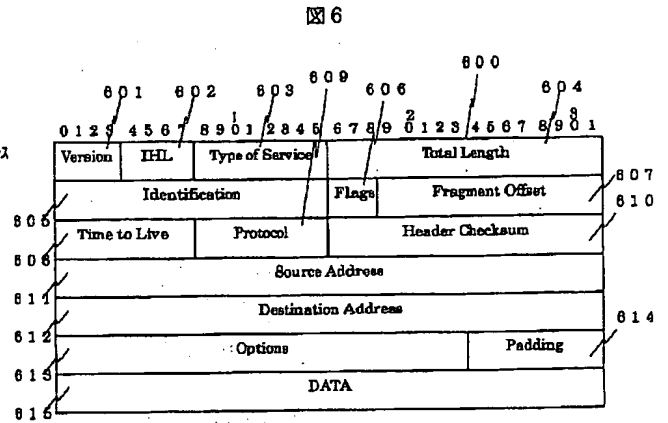 図6
600
601 602 603 609 606 604
1 2 3
0 1 2 3 4 5 6 7 8 9 0 1 2 3 4 5 6 7 8 9 0 1 2 3 4 5 6 7 8 9 0 1
Version IHL Type of Service Total Length
Identification Flags Fragment Offset 607
605 610
Time to Live Protocol Header Checksum
Source Address
611
Destination Address
612 614
Options Padding
613
DATA
615